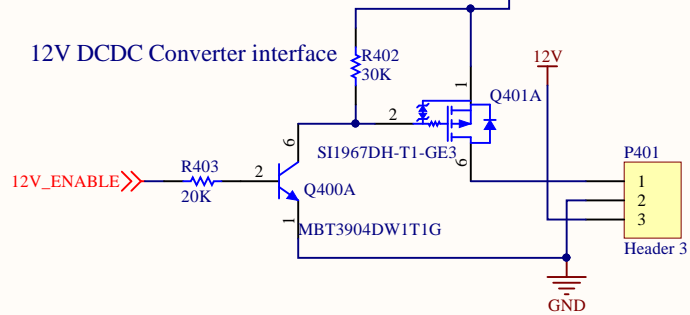 12V DCDC Converter interface
R402
30K
12V
1
Q401A
2
6
SI1967DH-T1-GE3
6
P401
R403
12V_ENABLE
20K
2
Q400A
1
2
3
1
MBT3904DW1T1G
Header 3
GND